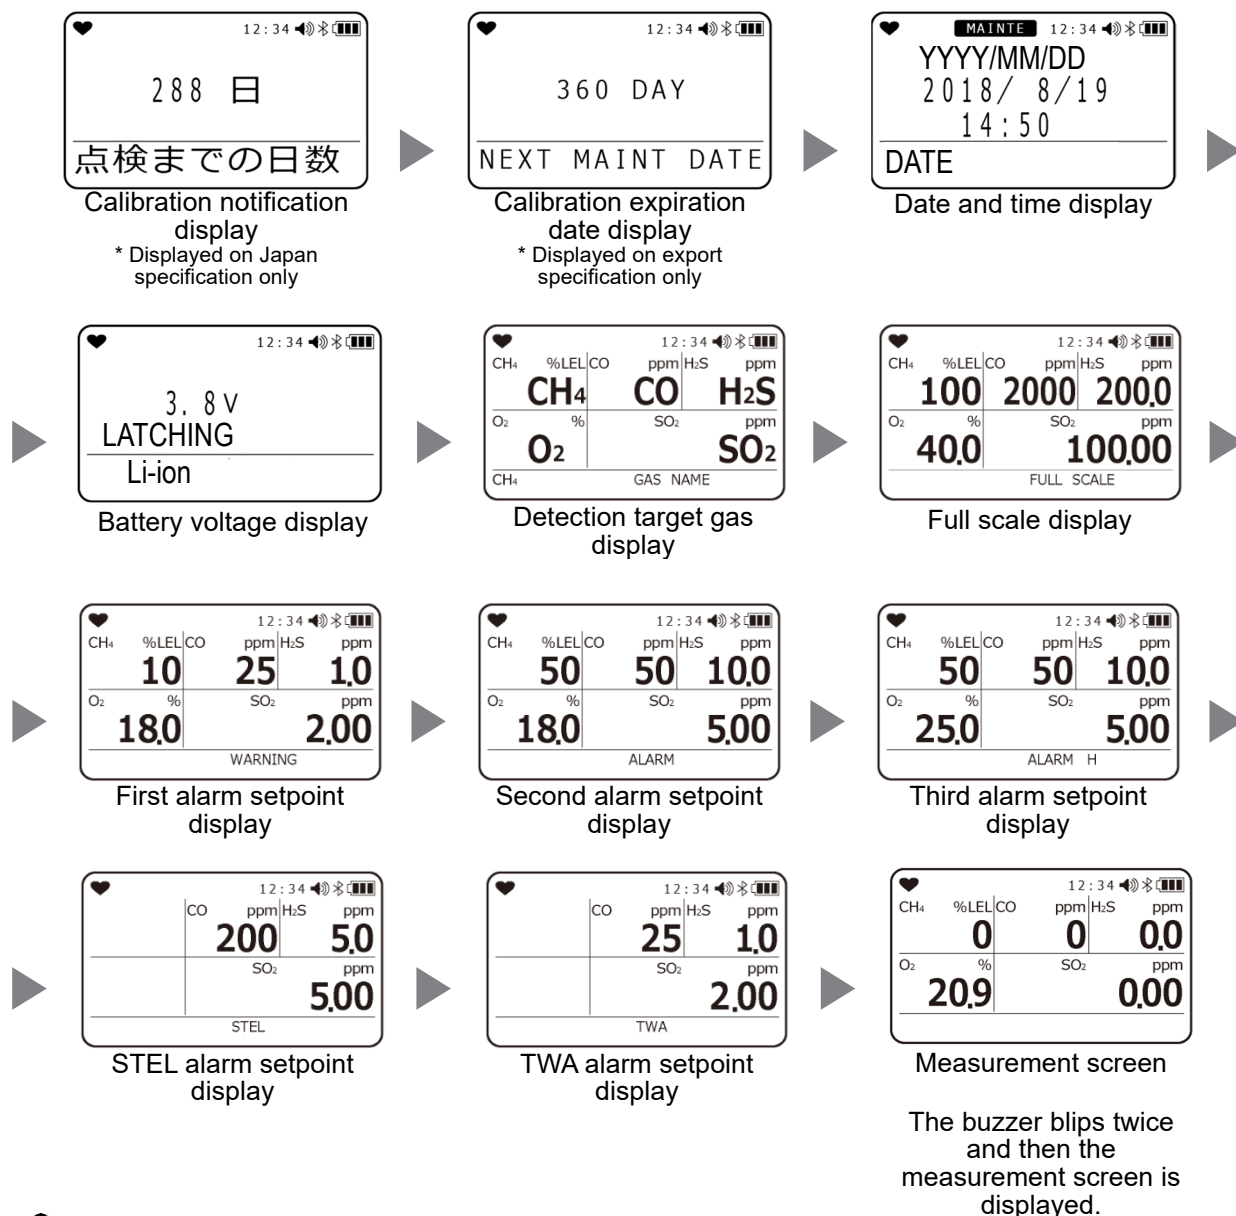 12:34
288 日
点検までの日数
Calibration notification
display
* Displayed on Japan
specification only
12:34
360 DAY
NEXT MAINT DATE
Calibration expiration
date display
* Displayed on export
specification only
MAINTE 12:34
YYYY/MM/DD
2018/ 8/19
14:50
DATE
Date and time display
12:34
3. 8V
LATCHING
Li-ion
Battery voltage display
12:34
CH4 %LEL CO ppm H2S ppm
CH4 CO H2S
O2 % SO2 ppm
O2 SO2
CH4 GAS NAME
Detection target gas
display
12:34
CH4 %LEL CO ppm H2S ppm
100 2000 200.0
O2 % SO2 ppm
40.0 100.00
FULL SCALE
Full scale display
12:34
CH4 %LEL CO ppm H2S ppm
10 25 1.0
O2 % SO2 ppm
18.0 2.00
WARNING
First alarm setpoint
display
12:34
CH4 %LEL CO ppm H2S ppm
50 50 10.0
O2 % SO2 ppm
18.0 5.00
ALARM
Second alarm setpoint
display
12:34
CH4 %LEL CO ppm H2S ppm
50 50 10.0
O2 % SO2 ppm
25.0 5.00
ALARM H
Third alarm setpoint
display
12:34
CO ppm H2S ppm
200 5.0
SO2 ppm
5.00
STEL
STEL alarm setpoint
display
12:34
CO ppm H2S ppm
25 1.0
SO2 ppm
2.00
TWA
TWA alarm setpoint
display
12:34
CH4 %LEL CO ppm H2S ppm
0 0 0.0
O2 % SO2 ppm
20.9 0.00
Measurement screen
The buzzer blips twice
and then the
measurement screen is
displayed.